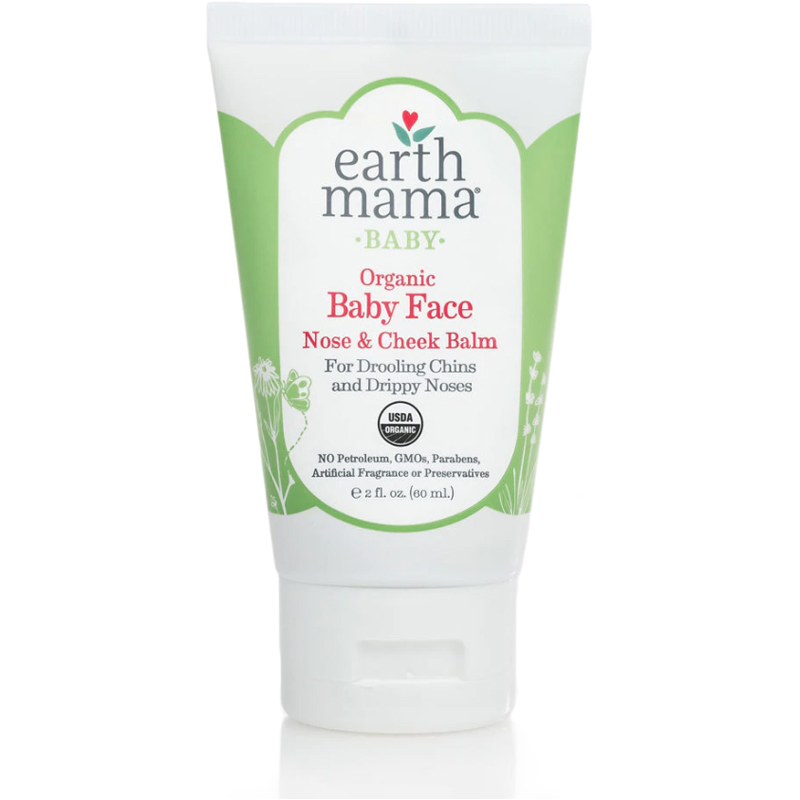 earth
mama®
·BABY·
Organic
Baby Face
Nose & Cheek Balm
For Drooling Chins
and Drippy Noses
USDA
ORGANIC
NO Petroleum, GMOs, Parabens,
Artificial Fragrance or Preservatives
℮ 2 fl. oz. (60 ml.)